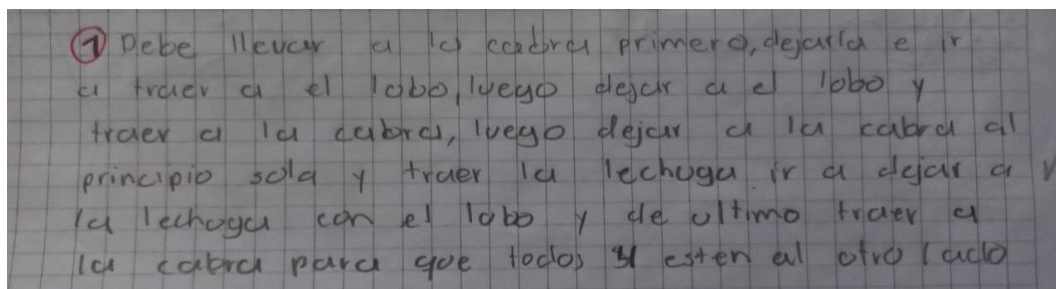 1 Debe llevar a la cabra primero, dejarla e ir
a traer a el lobo, luego dejar a el lobo y
traer a la cabra, luego dejar a la cabra al
principio sola y traer la lechuga ir a dejar a
la lechoga con el lobo y de ultimo traer a
la cabra para que todos esten al otro lado